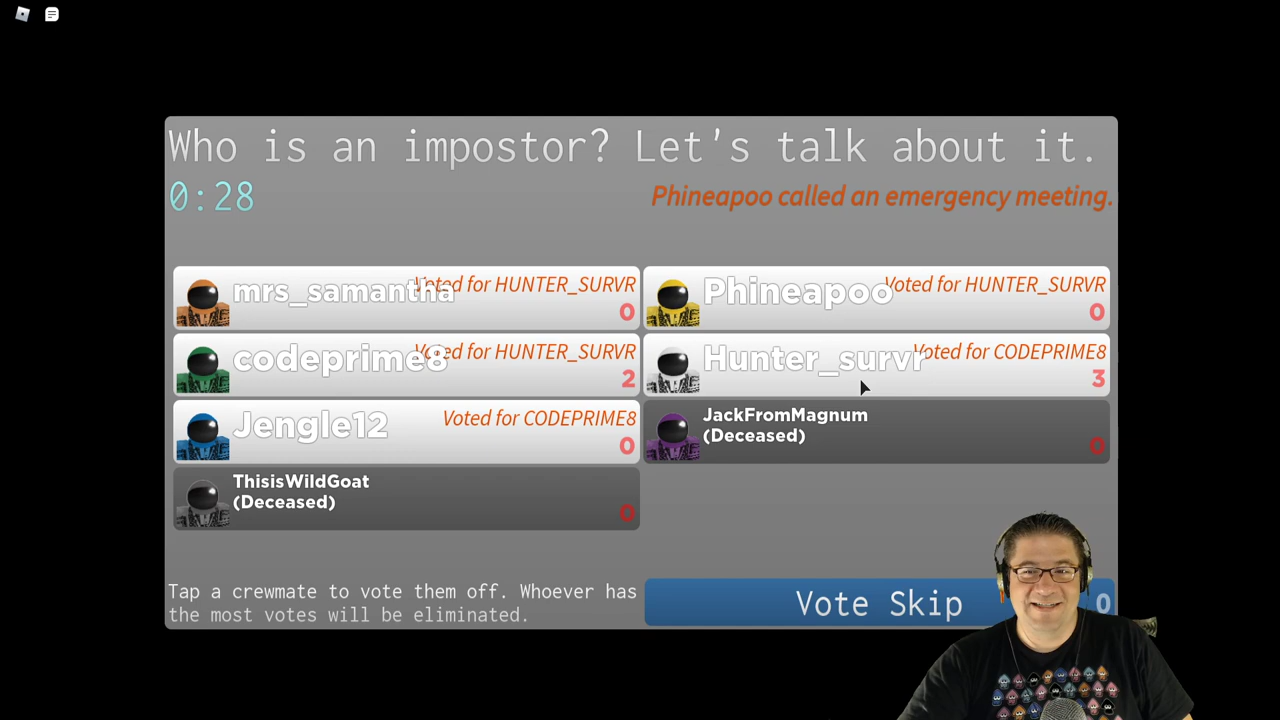 Who is an impostor? Let's talk about it.
0:28
Phineapoo called an emergency meeting.
mrs_samantha Voted for HUNTER_SURVR
0
Phineapoo Voted for HUNTER_SURVR
0
codeprime8 Voted for HUNTER_SURVR
2
Hunter_survr Voted for CODEPRIME8
3
Jengle12 Voted for CODEPRIME8
0
JackFromMagnum
(Deceased)
0
ThisisWildGoat
(Deceased)
0
Tap a crewmate to vote them off. Whoever has
the most votes will be eliminated.
Vote Skip 0